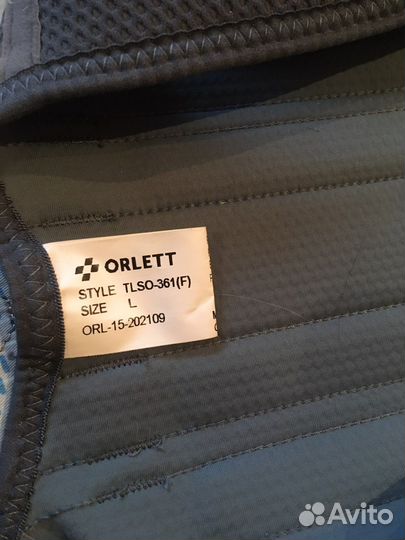 ORLETT
STYLE TLSO-361(F)
SIZE L
ORL-15-202109
Avito